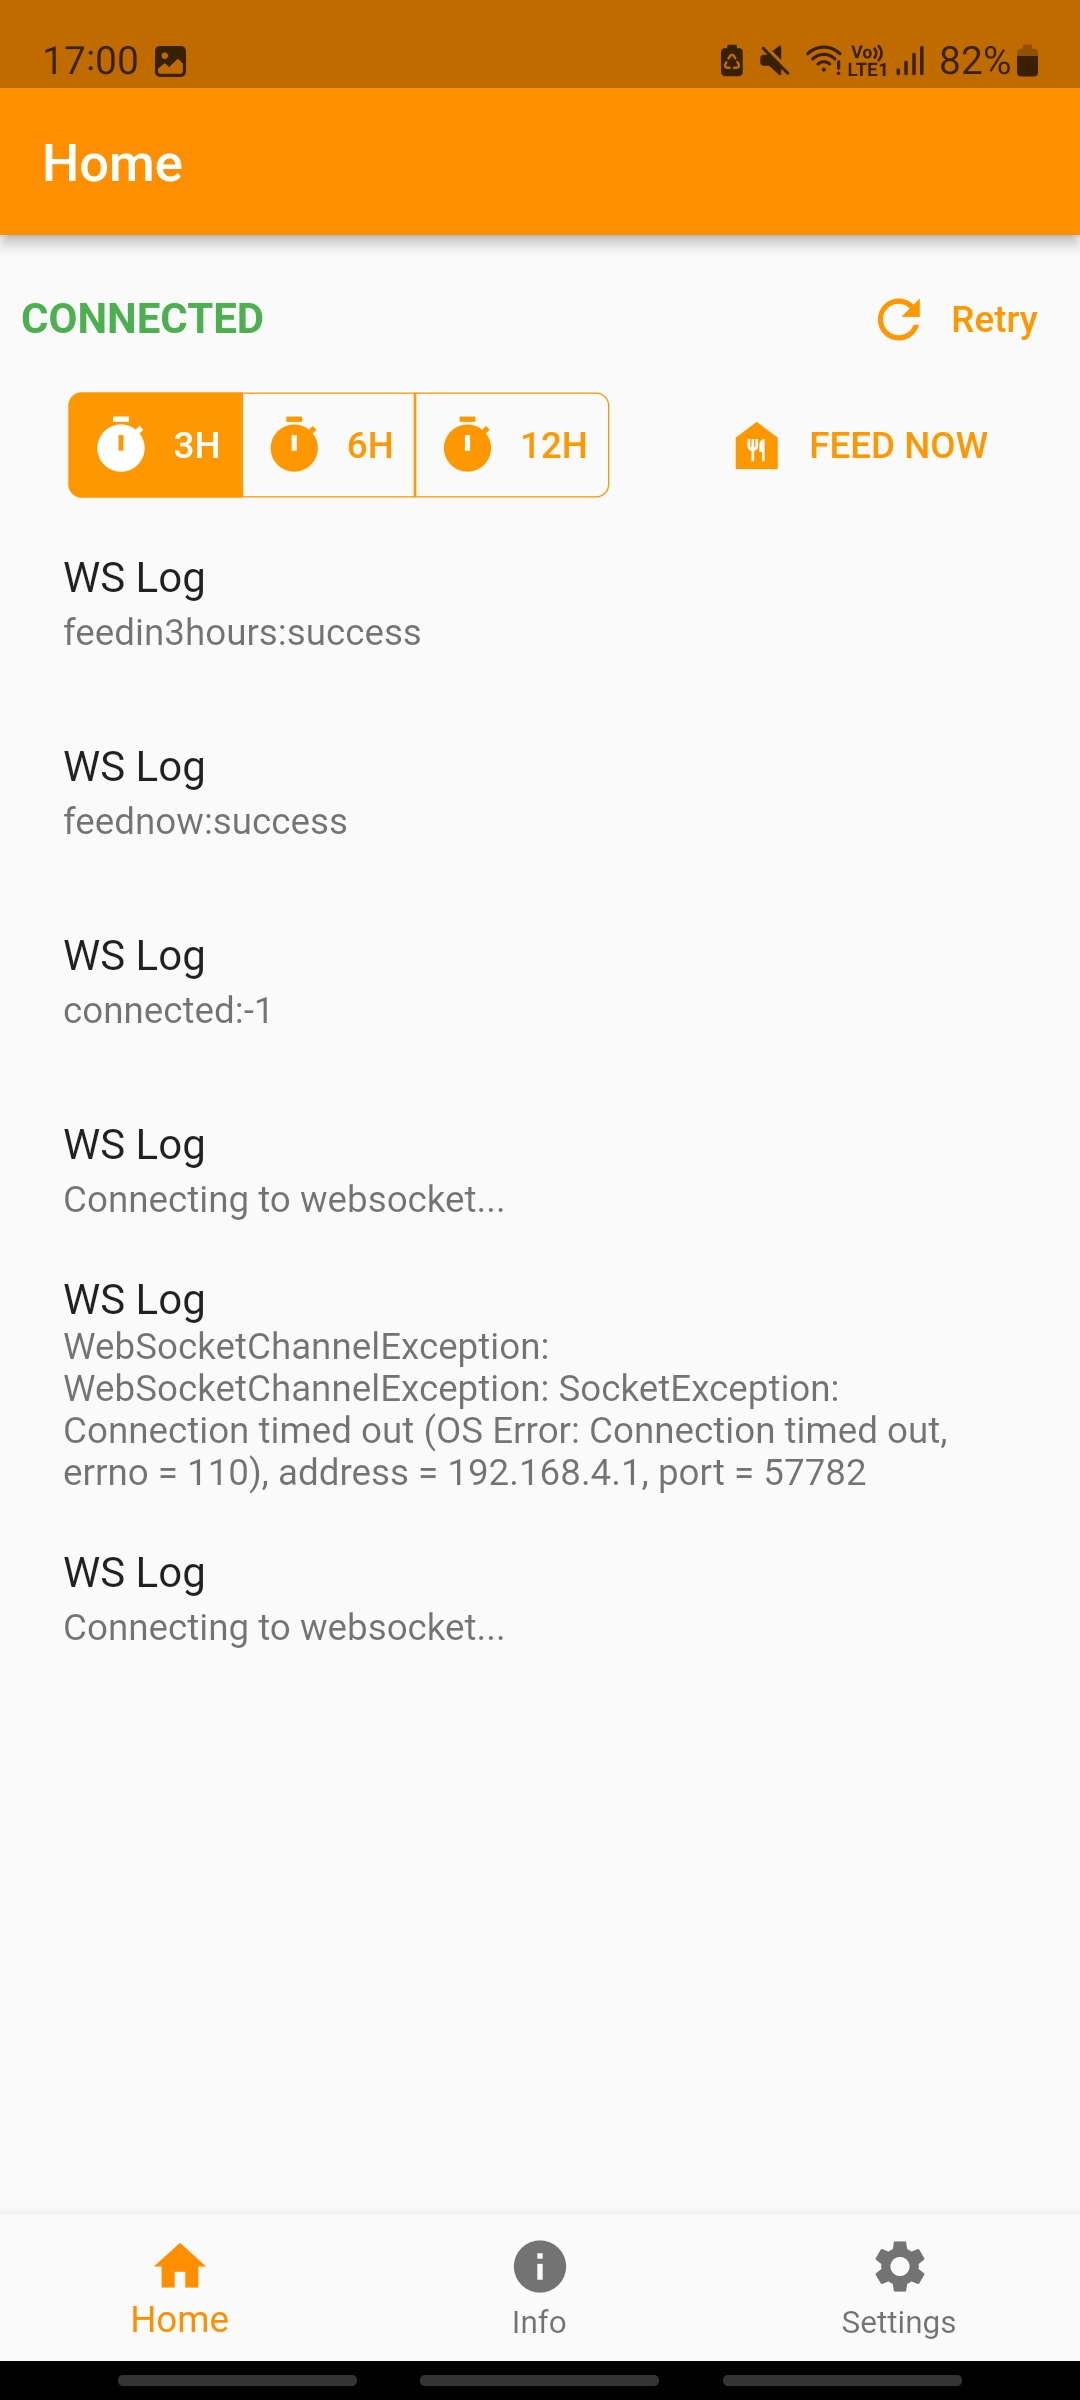 17:00
Vo)) LTE1 82%
Home
CONNECTED
Retry
3H
6H
12H
FEED NOW
WS Log
feedin3hours:success
WS Log
feednow:success
WS Log
connected:-1
WS Log
Connecting to websocket...
WS Log
WebSocketChannelException:
WebSocketChannelException: SocketException:
Connection timed out (OS Error: Connection timed out,
errno = 110), address = 192.168.4.1, port = 57782
WS Log
Connecting to websocket...
Home
Info
Settings